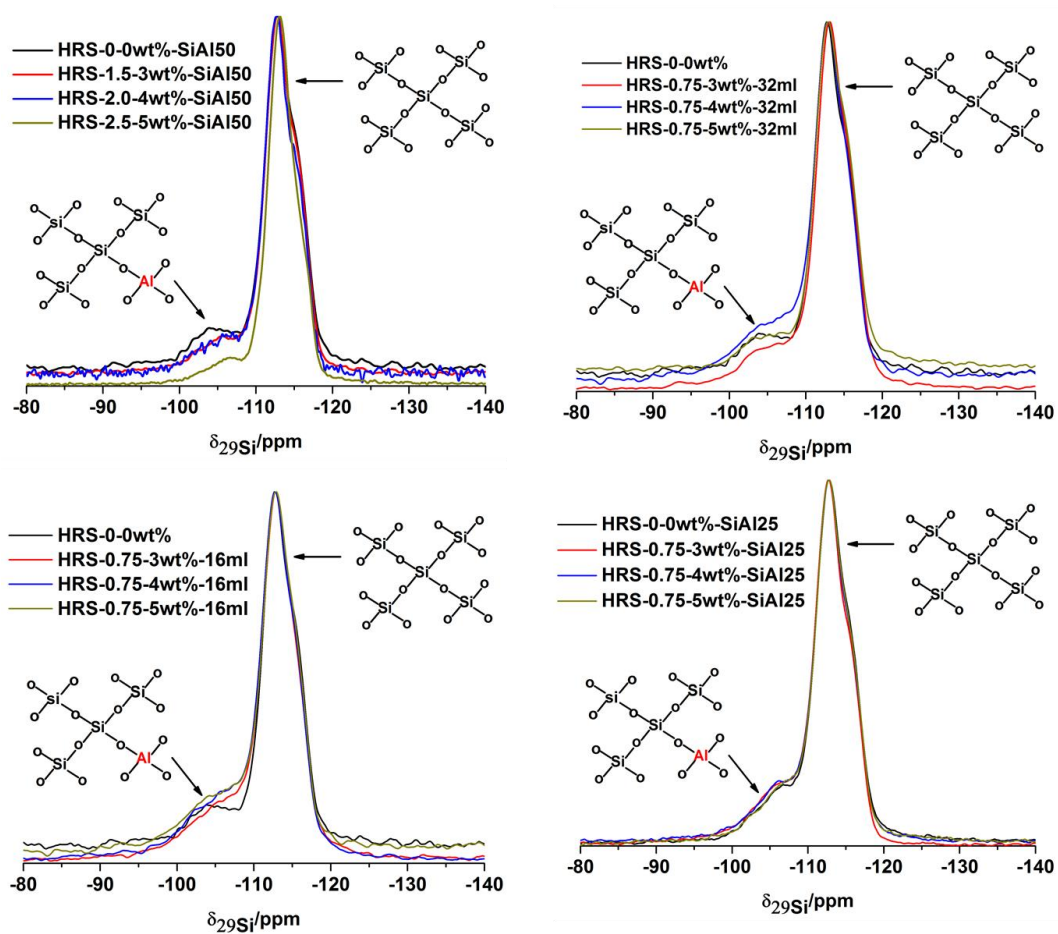 HRS-0-0wt%-SiAl50
HRS-1.5-3wt%-SiAl50
HRS-2.0-4wt%-SiAl50
HRS-2.5-5wt%-SiAl50
O O O O
Si Si
O O O O
Si
O O O O
Si Si
O O O O
O O O O
Si Si
O O O O
Si
O O O O
Si Al
O O O O
-80 -90 -100 -110 -120 -130 -140
δ29Si/ppm
HRS-0-0wt%
HRS-0.75-3wt%-32ml
HRS-0.75-4wt%-32ml
HRS-0.75-5wt%-32ml
O O O O
Si Si
O O O O
Si
O O O O
Si Si
O O O O
O O O O
Si Si
O O O O
Si
O O O O
Si Al
O O O O
-80 -90 -100 -110 -120 -130 -140
δ29Si/ppm
HRS-0-0wt%
HRS-0.75-3wt%-16ml
HRS-0.75-4wt%-16ml
HRS-0.75-5wt%-16ml
O O O O
Si Si
O O O O
Si
O O O O
Si Si
O O O O
O O O O
Si Si
O O O O
Si
O O O O
Si Al
O O O O
-80 -90 -100 -110 -120 -130 -140
δ29Si/ppm
HRS-0-0wt%-SiAl25
HRS-0.75-3wt%-SiAl25
HRS-0.75-4wt%-SiAl25
HRS-0.75-5wt%-SiAl25
O O O O
Si Si
O O O O
Si
O O O O
Si Si
O O O O
O O O O
Si Si
O O O O
Si
O O O O
Si Al
O O O O
-80 -90 -100 -110 -120 -130 -140
δ29Si/ppm